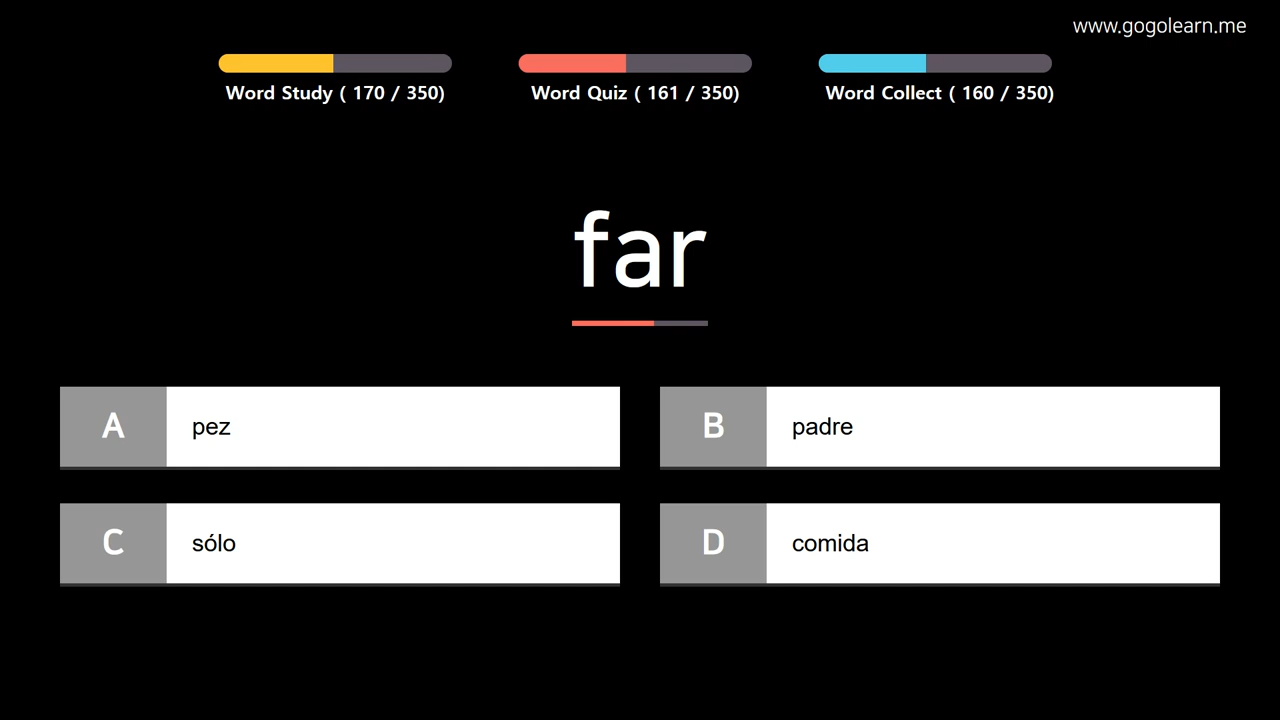 www.gogolearn.me
Word Study ( 170 / 350)
Word Quiz ( 161 / 350)
Word Collect ( 160 / 350)
far
A pez
B padre
C sólo
D comida